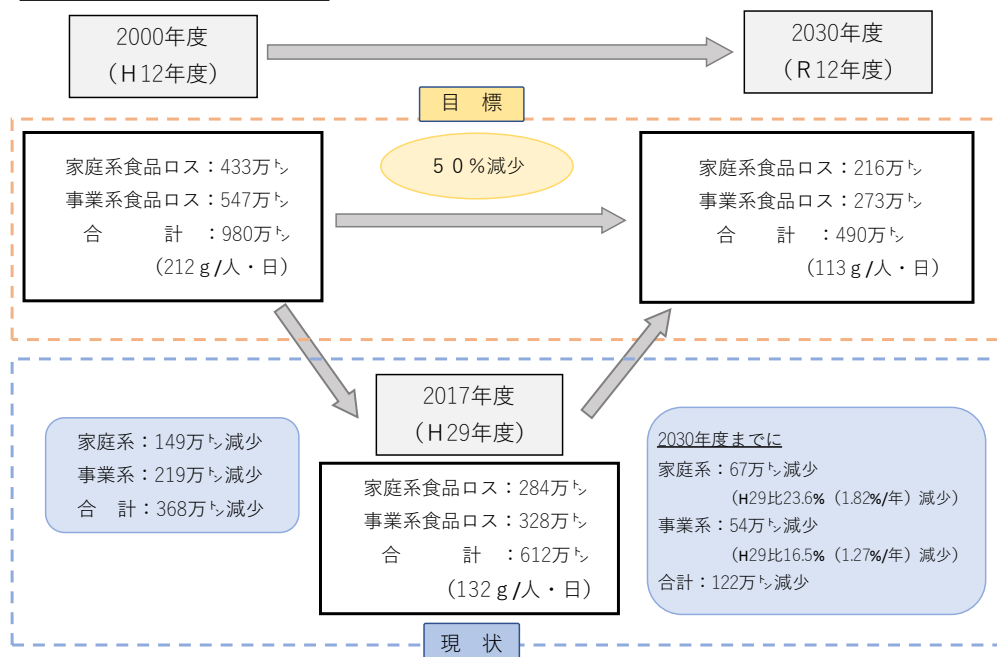 2000年度
(H12年度)
2030年度
(R12年度)
目 標
家庭系食品ロス：433万㌧
事業系食品ロス：547万㌧
合 計 ：980万㌧
(212ｇ/人・日)
５０％減少
家庭系食品ロス：216万㌧
事業系食品ロス：273万㌧
合 計 ：490万㌧
(113ｇ/人・日)
2017年度
(H29年度)
家庭系：149万㌧減少
事業系：219万㌧減少
合 計：368万㌧減少
家庭系食品ロス：284万㌧
事業系食品ロス：328万㌧
合 計 ：612万㌧
(132ｇ/人・日)
2030年度までに
家庭系：67万㌧減少
(H29比23.6%（1.82%/年）減少)
事業系：54万㌧減少
(H29比16.5%（1.27%/年）減少)
合計：122万㌧減少
現 状